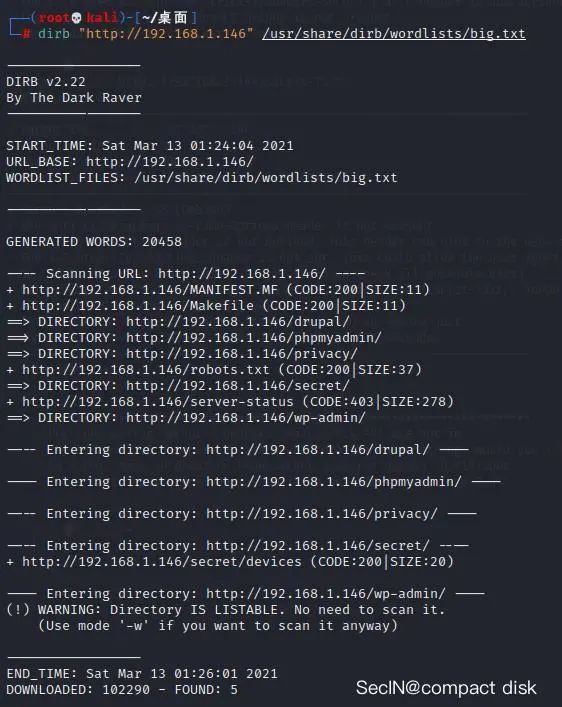 ┌──(root💀kali)-[~/桌面]
└─# dirb "http://192.168.1.146" /usr/share/dirb/wordlists/big.txt
-----------------
DIRB v2.22
By The Dark Raver
-----------------
START_TIME: Sat Mar 13 01:24:04 2021
URL_BASE: http://192.168.1.146/
WORDLIST_FILES: /usr/share/dirb/wordlists/big.txt
-----------------
GENERATED WORDS: 20458
---- Scanning URL: http://192.168.1.146/ ----
+ http://192.168.1.146/MANIFEST.MF (CODE:200|SIZE:11)
+ http://192.168.1.146/Makefile (CODE:200|SIZE:11)
==> DIRECTORY: http://192.168.1.146/drupal/
==> DIRECTORY: http://192.168.1.146/phpmyadmin/
==> DIRECTORY: http://192.168.1.146/privacy/
+ http://192.168.1.146/robots.txt (CODE:200|SIZE:37)
==> DIRECTORY: http://192.168.1.146/secret/
+ http://192.168.1.146/server-status (CODE:403|SIZE:278)
==> DIRECTORY: http://192.168.1.146/wp-admin/
---- Entering directory: http://192.168.1.146/drupal/ ----
---- Entering directory: http://192.168.1.146/phpmyadmin/ ----
---- Entering directory: http://192.168.1.146/privacy/ ----
---- Entering directory: http://192.168.1.146/secret/ ----
+ http://192.168.1.146/secret/devices (CODE:200|SIZE:20)
---- Entering directory: http://192.168.1.146/wp-admin/ ----
(!) WARNING: Directory IS LISTABLE. No need to scan it.
(Use mode '-w' if you want to scan it anyway)
-----------------
END_TIME: Sat Mar 13 01:26:01 2021
DOWNLOADED: 102290 - FOUND: 5
SecIN@compact disk